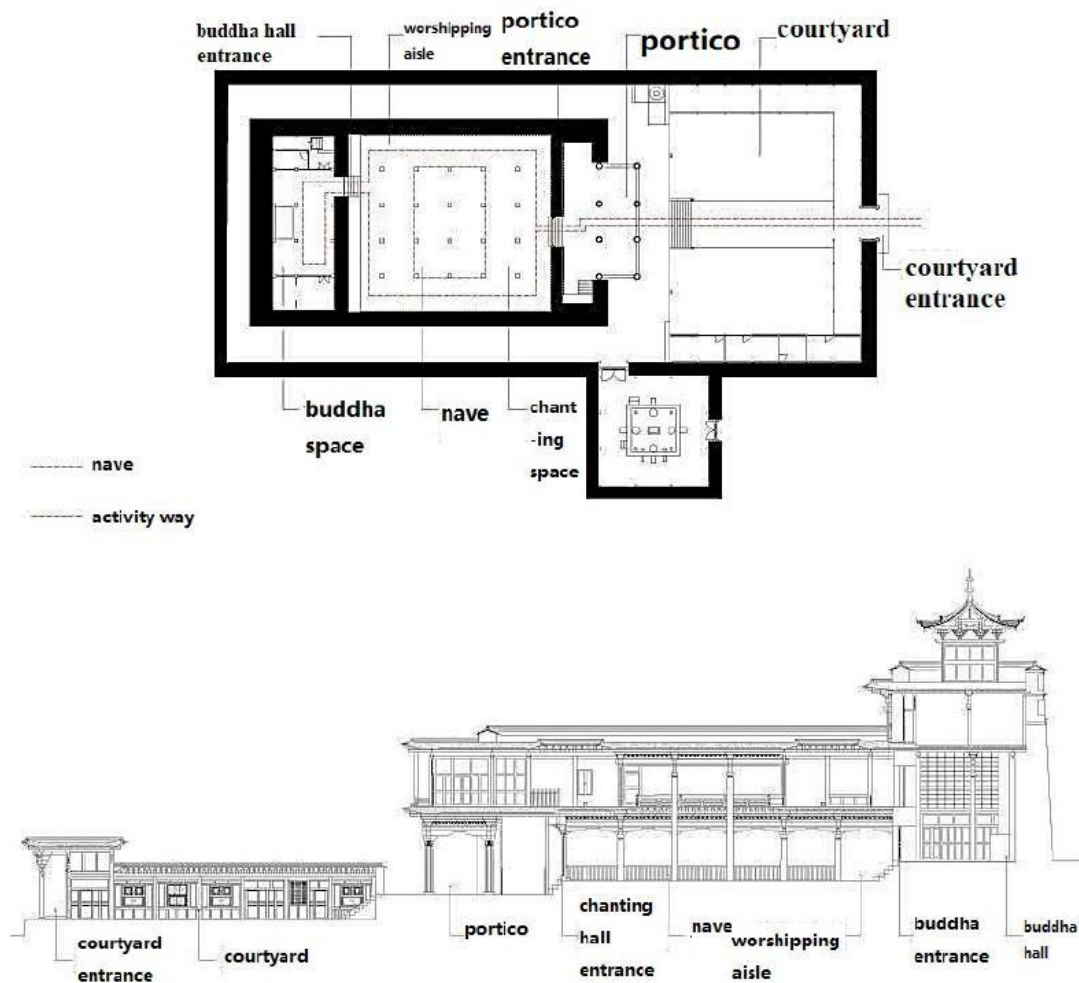 buddha hall
entrance
worshipping
aisle
portico
entrance
portico
courtyard
courtyard
entrance
buddha
space
nave
chant
-ing
space
nave
activity way
courtyard
entrance
courtyard
portico
chanting
hall
entrance
nave
worshipping
aisle
buddha
entrance
buddha
hall